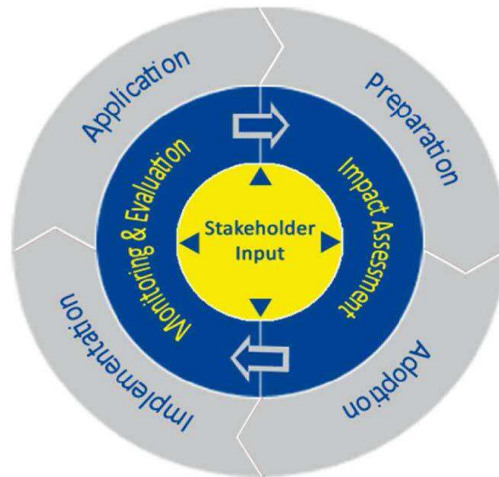 Application
Preparation
Monitoring & Evaluation
Impact Assessment
Stakeholder
Input
Implementation
Adoption